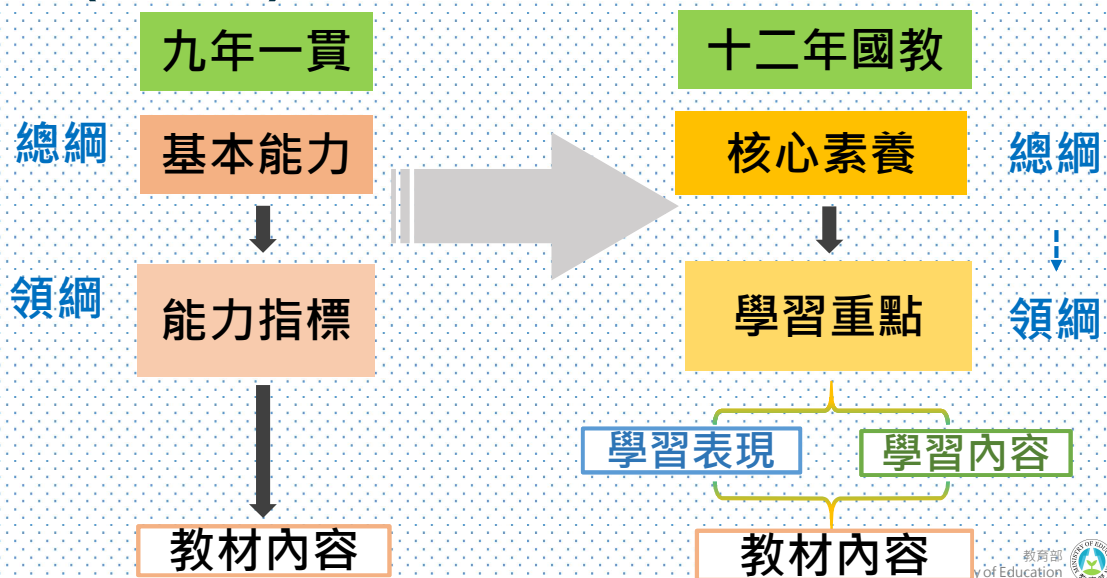 九年一貫
十二年國教
總綱
基本能力
核心素養
總綱
領綱
能力指標
學習重點
領綱
學習表現
學習內容
教材內容
教材內容
教育部
y of Education